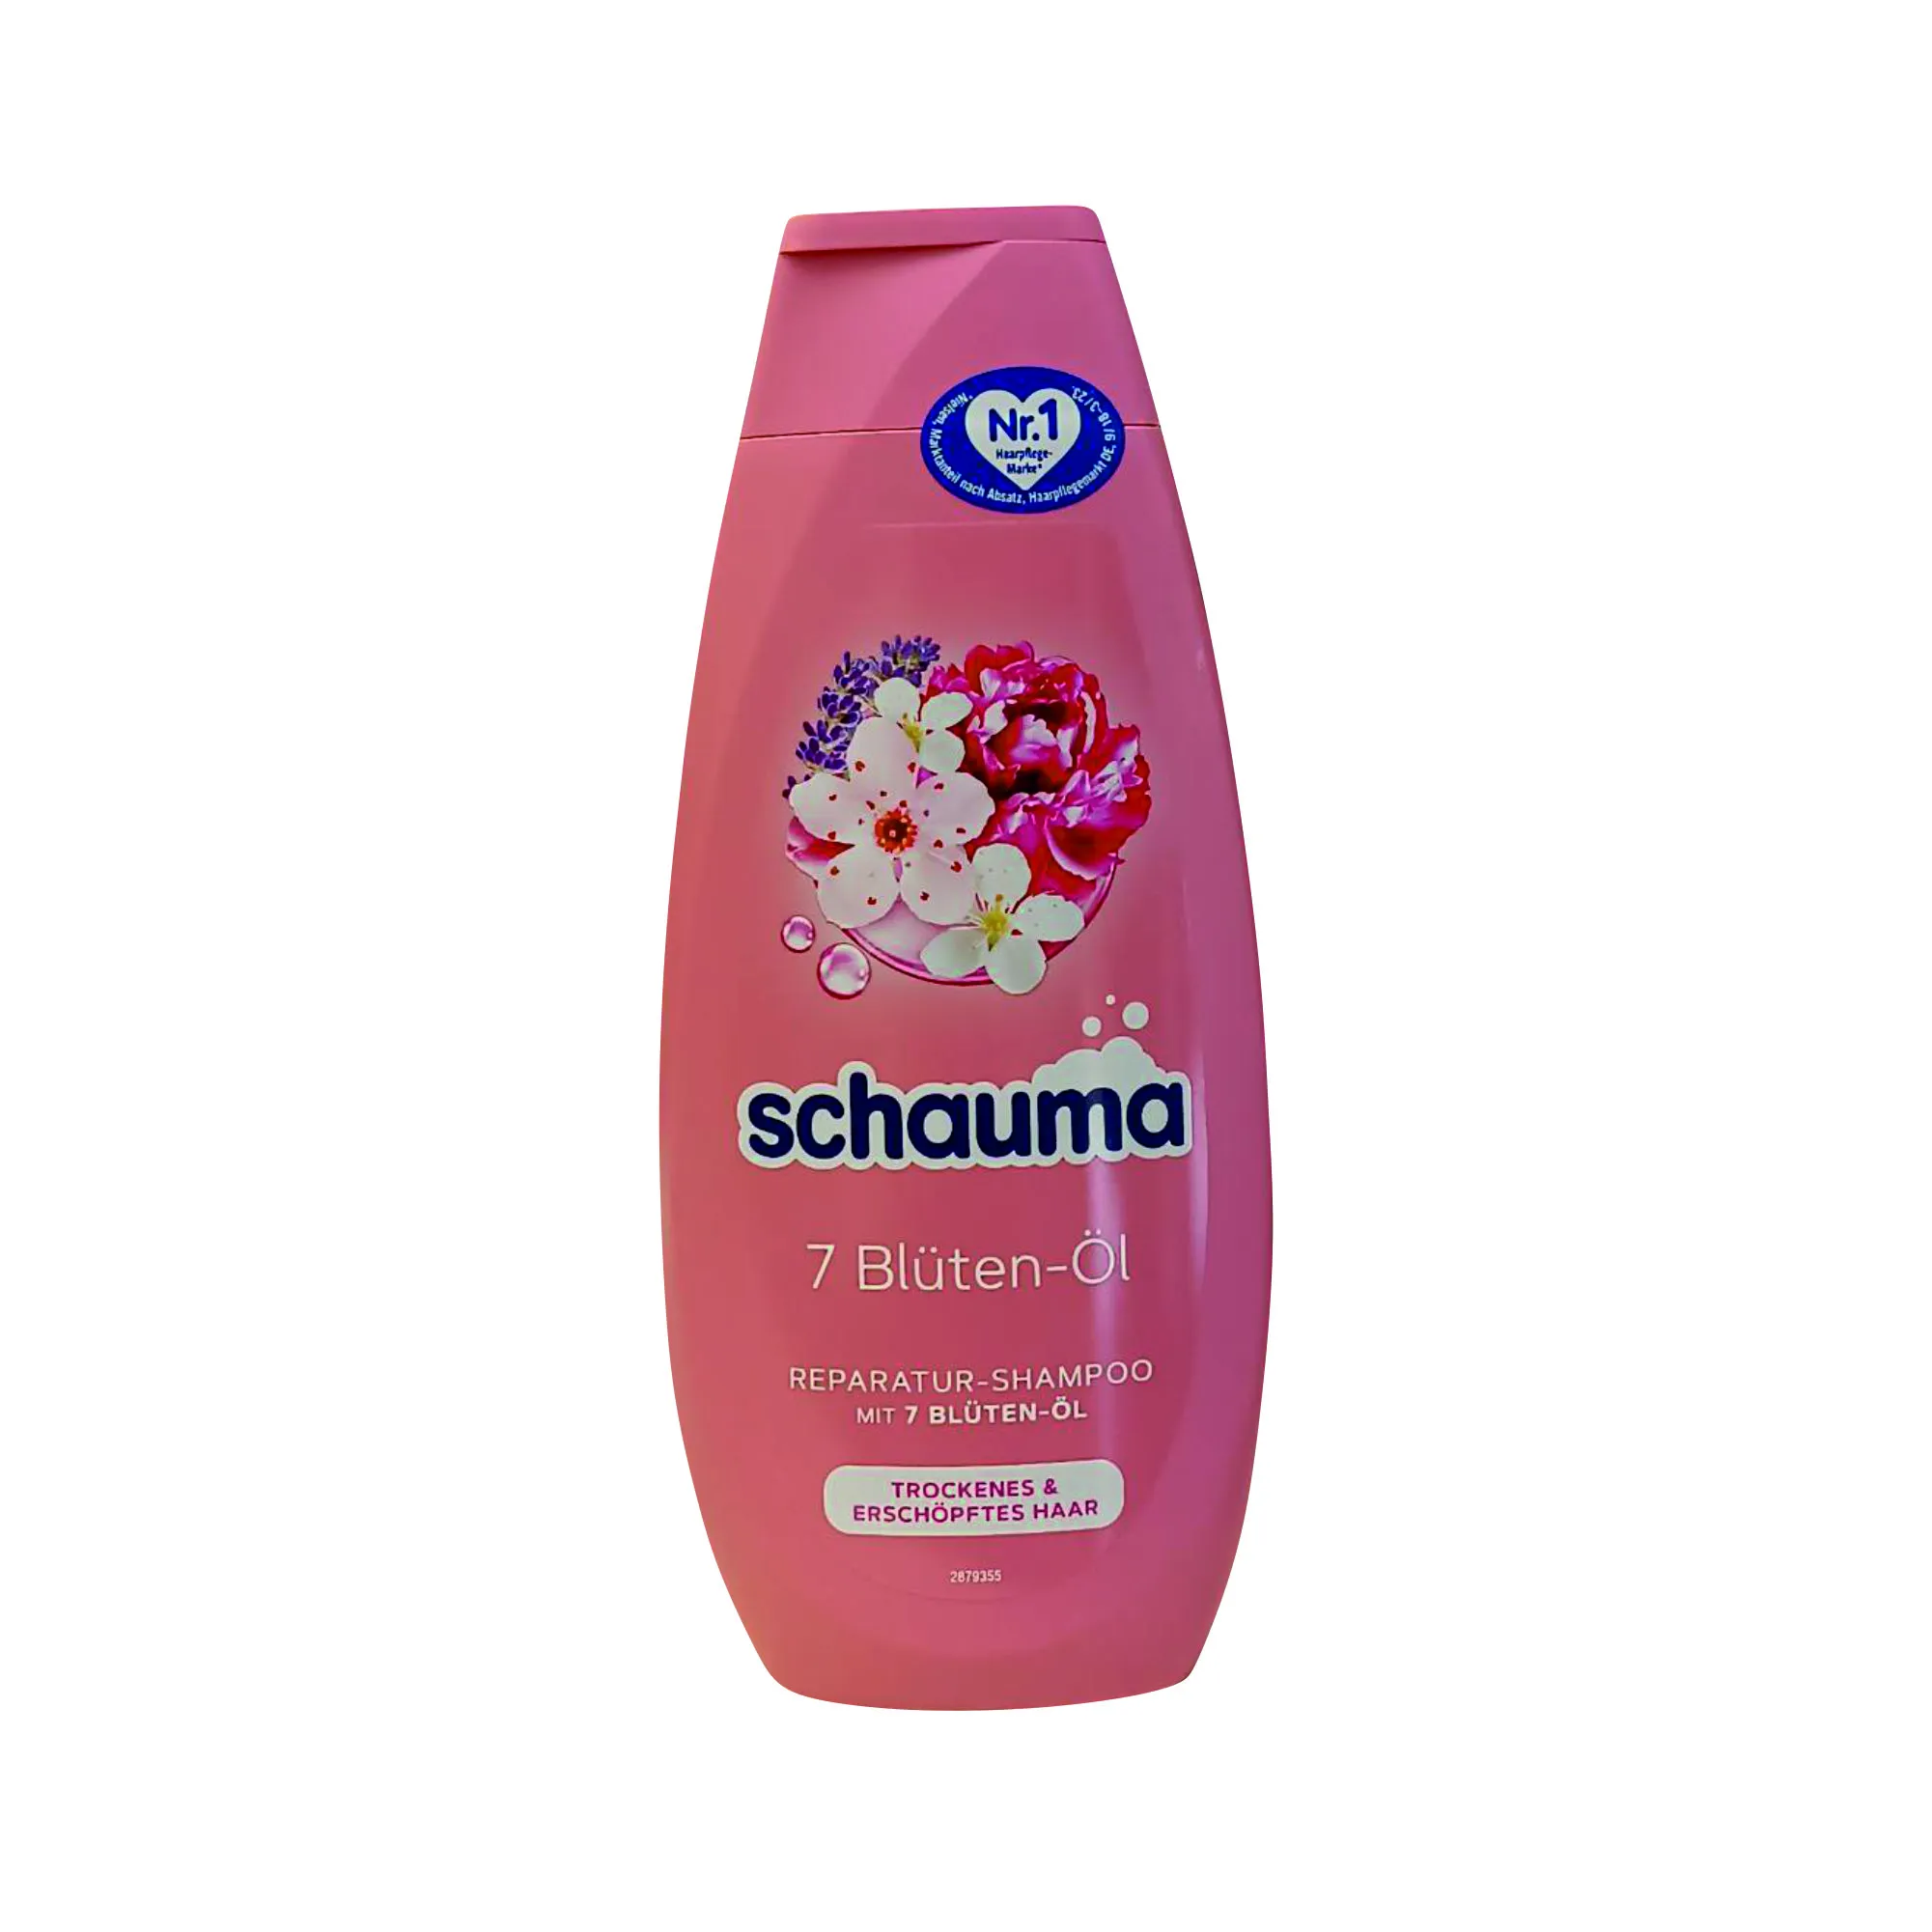 Nr.1
Haarpflege-
Marke*
*Nielsen, Marktanteil nach Absatz, Haarpflegemarkt DE, 9/18-3/23.
schauma
7 Blüten-Öl
REPARATUR-SHAMPOO
MIT 7 BLÜTEN-ÖL
TROCKENES &
ERSCHÖPFTES HAAR
2879355